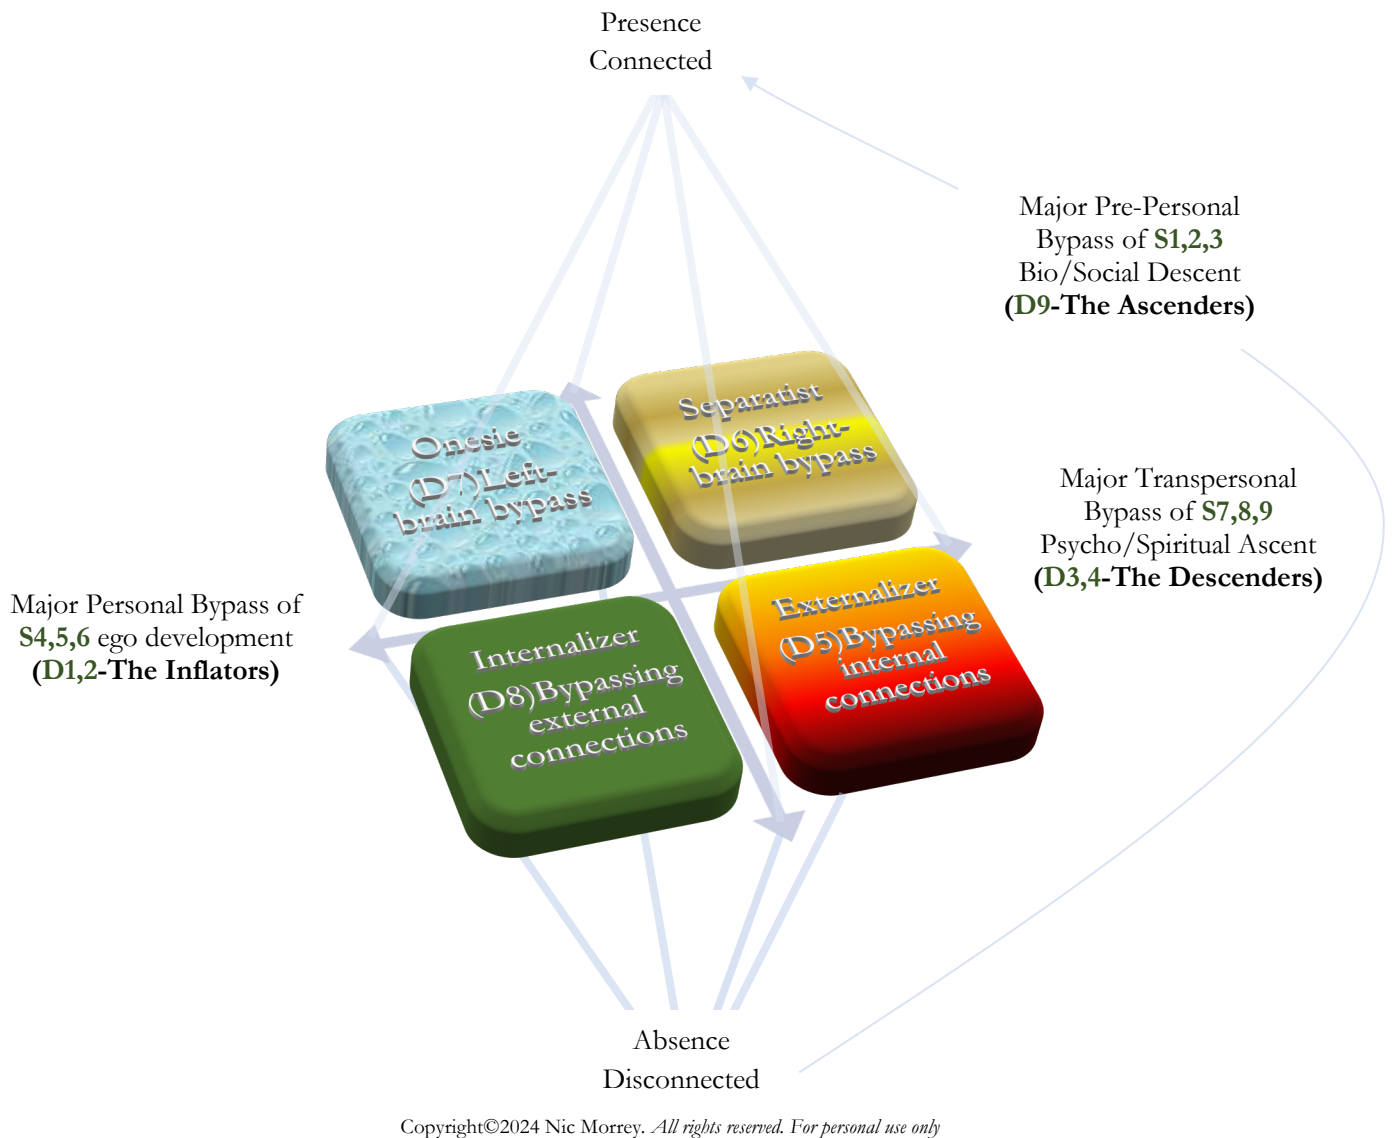 Presence
Connected
Major Pre-Personal
Bypass of S1,2,3
Bio/Social Descent
(D9-The Ascenders)
Separatist
(D6)Right-
brain bypass
Onesie
(D7)Left-
brain bypass
Major Transpersonal
Bypass of S7,8,9
Psycho/Spiritual Ascent
(D3,4-The Descenders)
Major Personal Bypass of
S4,5,6 ego development
(D1,2-The Inflators)
Externalizer
(D5)Bypassing
internal
connections
Internalizer
(D8)Bypassing
external
connections
Absence
Disconnected
Copyright©2024 Nic Morrey. All rights reserved. For personal use only